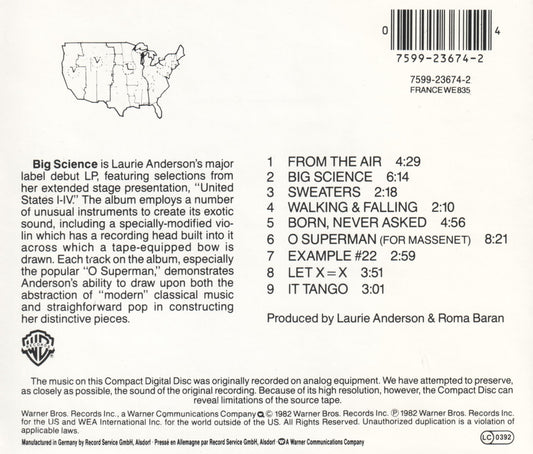 0 4
7599-23674-2
7599-23674-2
FRANCE WE 835
Big Science is Laurie Anderson's major
label debut LP, featuring selections from
her extended stage presentation, "United
States I-IV." The album employs a number
of unusual instruments to create its exotic
sound, including a specially-modified vio-
lin which has a recording head built into it
across which a tape-equipped bow is
drawn. Each track on the album, especially
the popular "O Superman," demonstrates
Anderson's ability to draw upon both the
abstraction of "modern" classical music
and straighforward pop in constructing
her distinctive pieces.
1 FROM THE AIR 4:29
2 BIG SCIENCE 6:14
3 SWEATERS 2:18
4 WALKING & FALLING 2:10
5 BORN, NEVER ASKED 4:56
6 O SUPERMAN (FOR MASSENET) 8:21
7 EXAMPLE #22 2:59
8 LET X = X 3:51
9 IT TANGO 3:01
Produced by Laurie Anderson & Roma Baran
The music on this Compact Digital Disc was originally recorded on analog equipment. We have attempted to preserve,
as closely as possible, the sound of the original recording. Because of its high resolution, however, the Compact Disc can
reveal limitations of the source tape.
Warner Bros. Records Inc., a Warner Communications Company © 1982 Warner Bros. Records Inc. ℗ 1982 Warner Bros. Records Inc.
for the US and WEA International Inc. for the world outside of the US. All Rights Reserved. Unauthorized duplication is a violation of
applicable laws.
Manufactured in Germany by Record Service GmbH, Alsdorf · Pressé en Allemagne par Record Service GmbH, Alsdorf. A Warner Communications Company
LC 0392